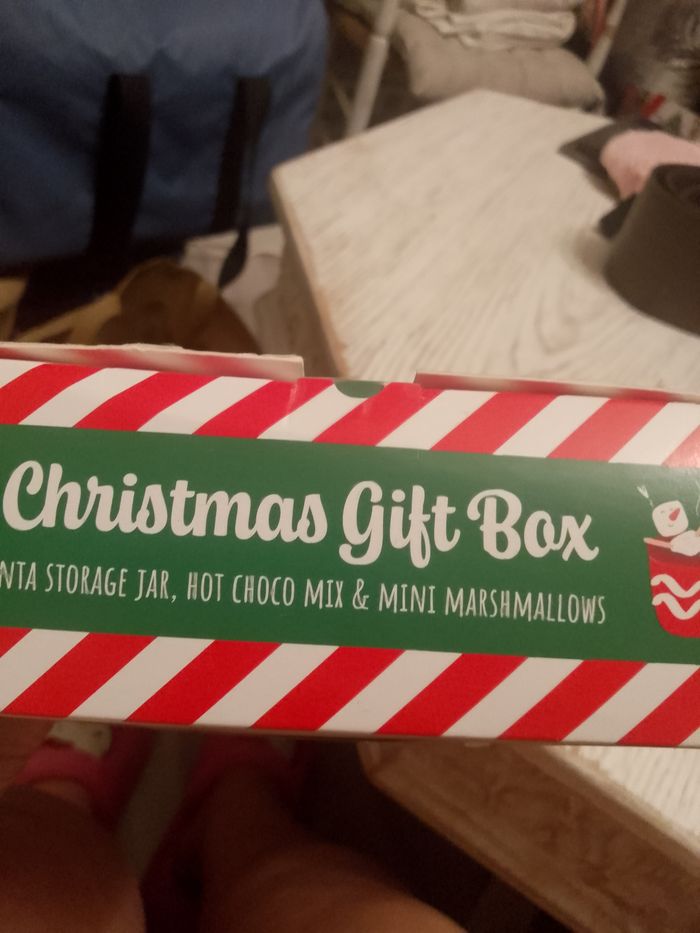 Christmas Gift Box
NTA STORAGE JAR, HOT CHOCO MIX & MINI MARSHMALLOWS